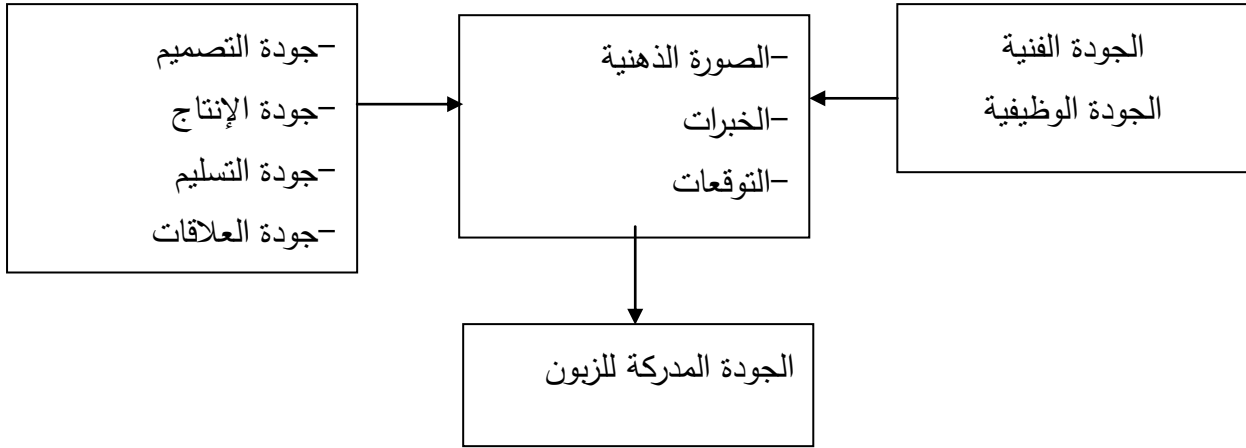 الجودة الفنية
الجودة الوظيفية
-الصورة الذهنية
-الخبرات
-التوقعات
-جودة التصميم
-جودة الإنتاج
-جودة التسليم
-جودة العلاقات
الجودة المدركة للزبون